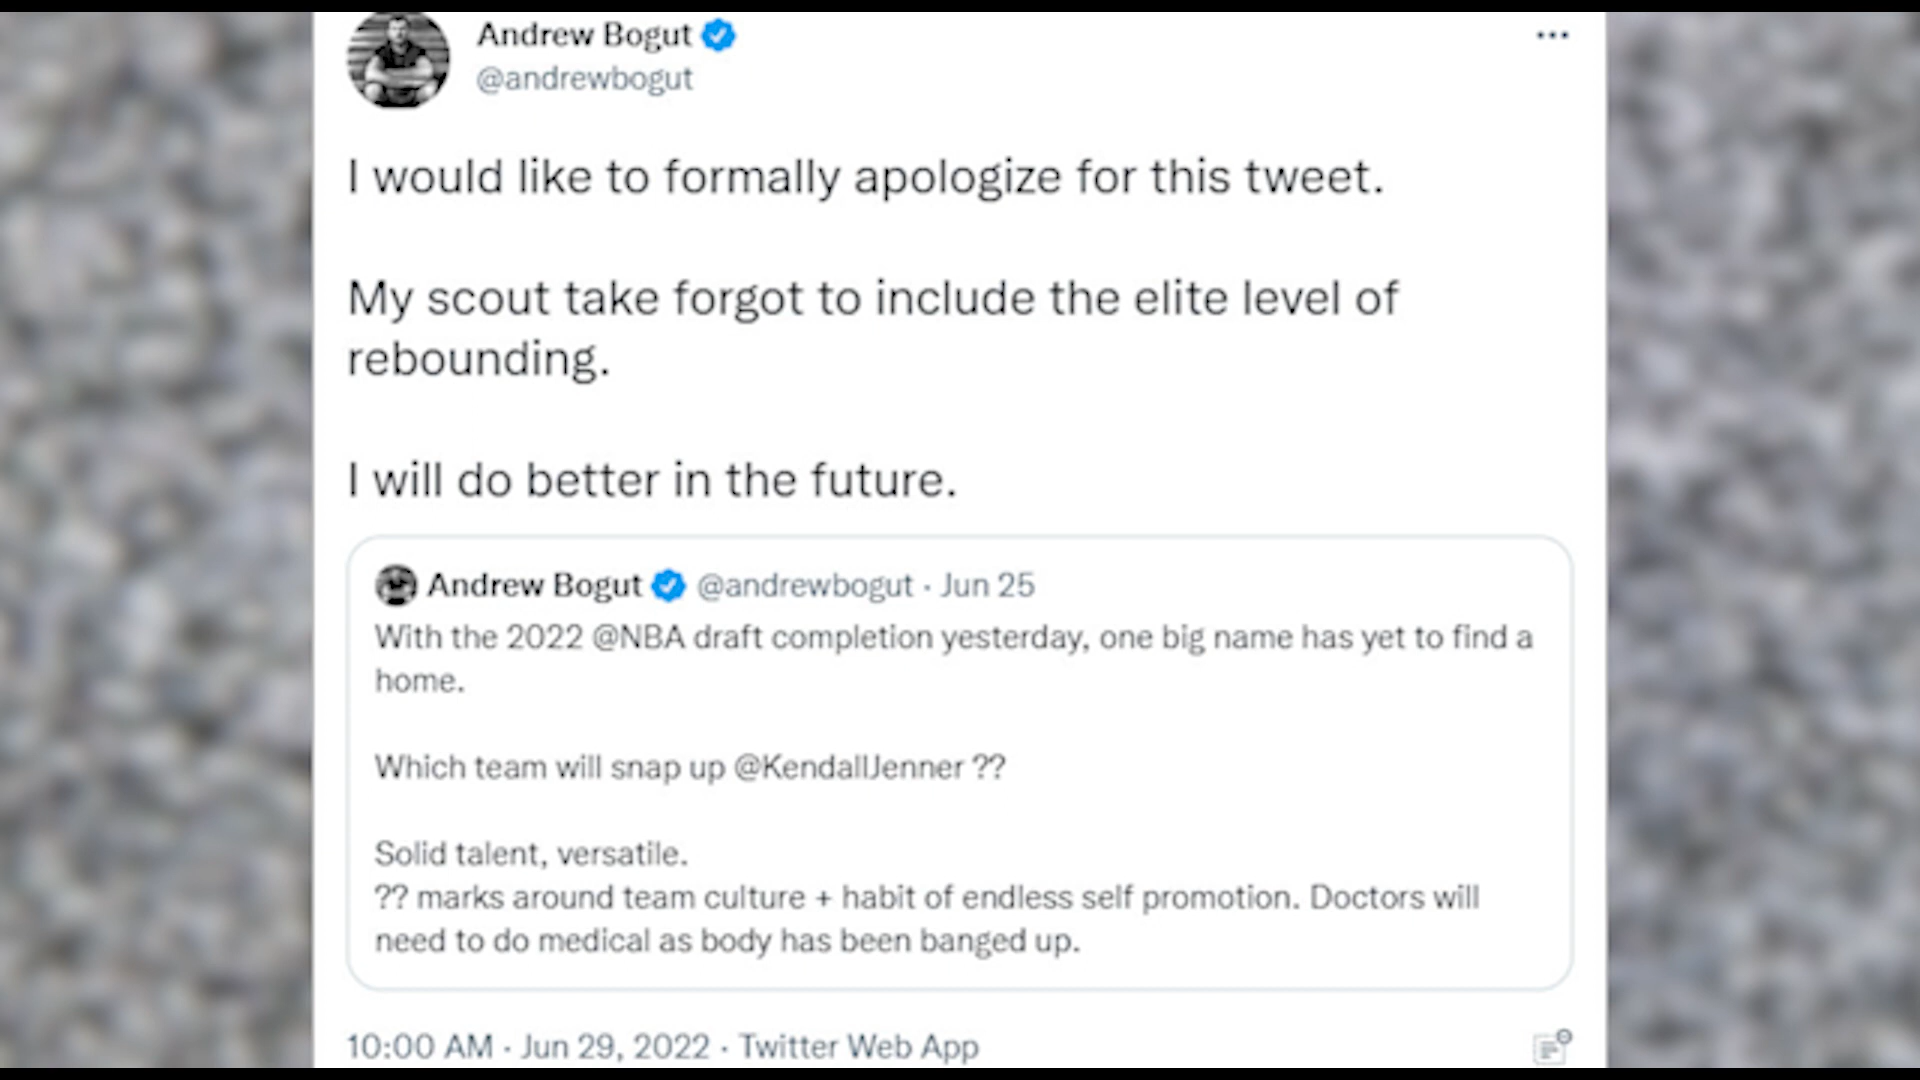 Andrew Bogut
@andrewbogut
I would like to formally apologize for this tweet.
My scout take forgot to include the elite level of
rebounding.
I will do better in the future.
Andrew Bogut @andrewbogut · Jun 25
With the 2022 @NBA draft completion yesterday, one big name has yet to find a
home.
Which team will snap up @KendallJenner ??
Solid talent, versatile.
?? marks around team culture + habit of endless self promotion. Doctors will
need to do medical as body has been banged up.
10:00 AM · Jun 29, 2022 · Twitter Web App